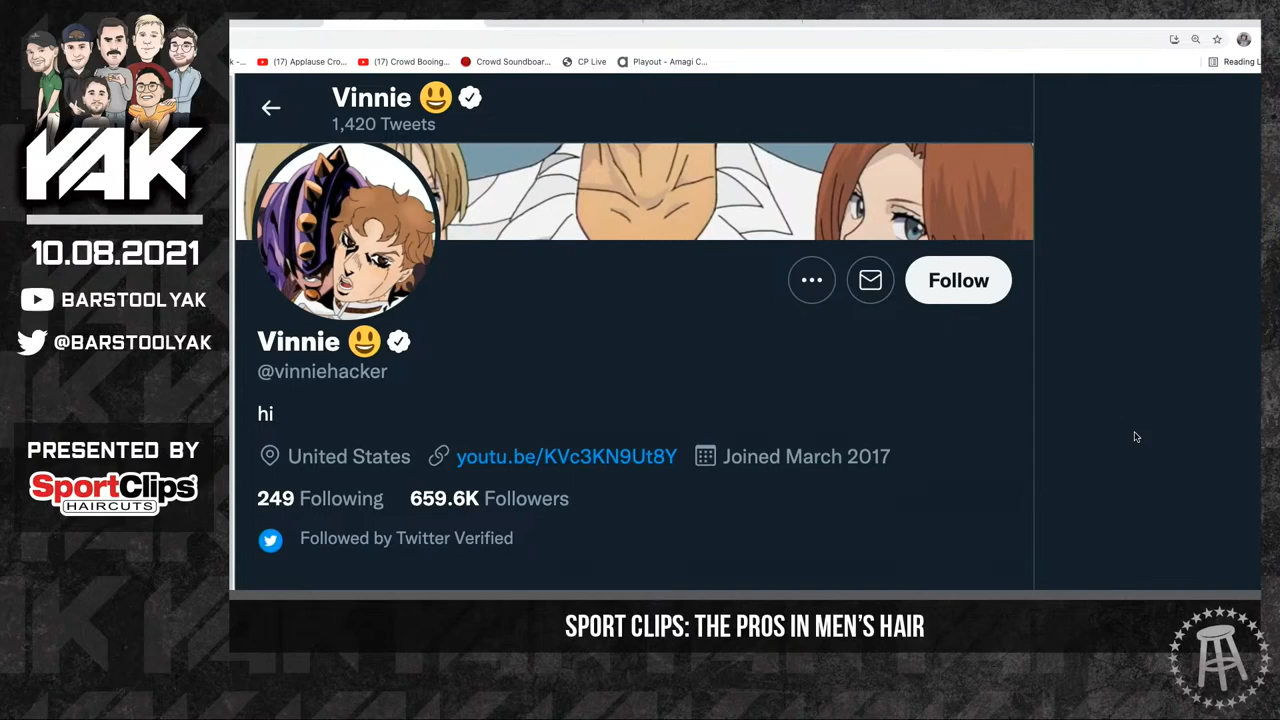 YAK
10.08.2021
BARSTOOLYAK
@BARSTOOLYAK
PRESENTED BY
SportClips
HAIRCUTS
(17) Applause Cro...
(17) Crowd Booing...
Crowd Soundboar...
CP Live
Playout - Amagi C...
Reading L
Vinnie 😃
1,420 Tweets
Follow
Vinnie 😃
@vinniehacker
hi
United States youtu.be/KVc3KN9Ut8Y Joined March 2017
249 Following 659.6K Followers
Followed by Twitter Verified
SPORT CLIPS: THE PROS IN MEN'S HAIR